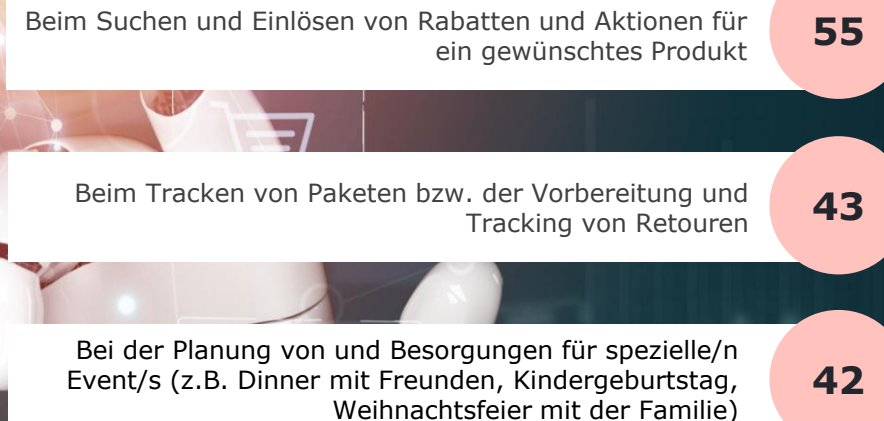 Beim Suchen und Einlösen von Rabatten und Aktionen für
ein gewünschtes Produkt
55
Beim Tracken von Paketen bzw. der Vorbereitung und
Tracking von Retouren
43
Bei der Planung von und Besorgungen für spezielle/n
Event/s (z.B. Dinner mit Freunden, Kindergeburtstag,
Weihnachtsfeier mit der Familie)
42